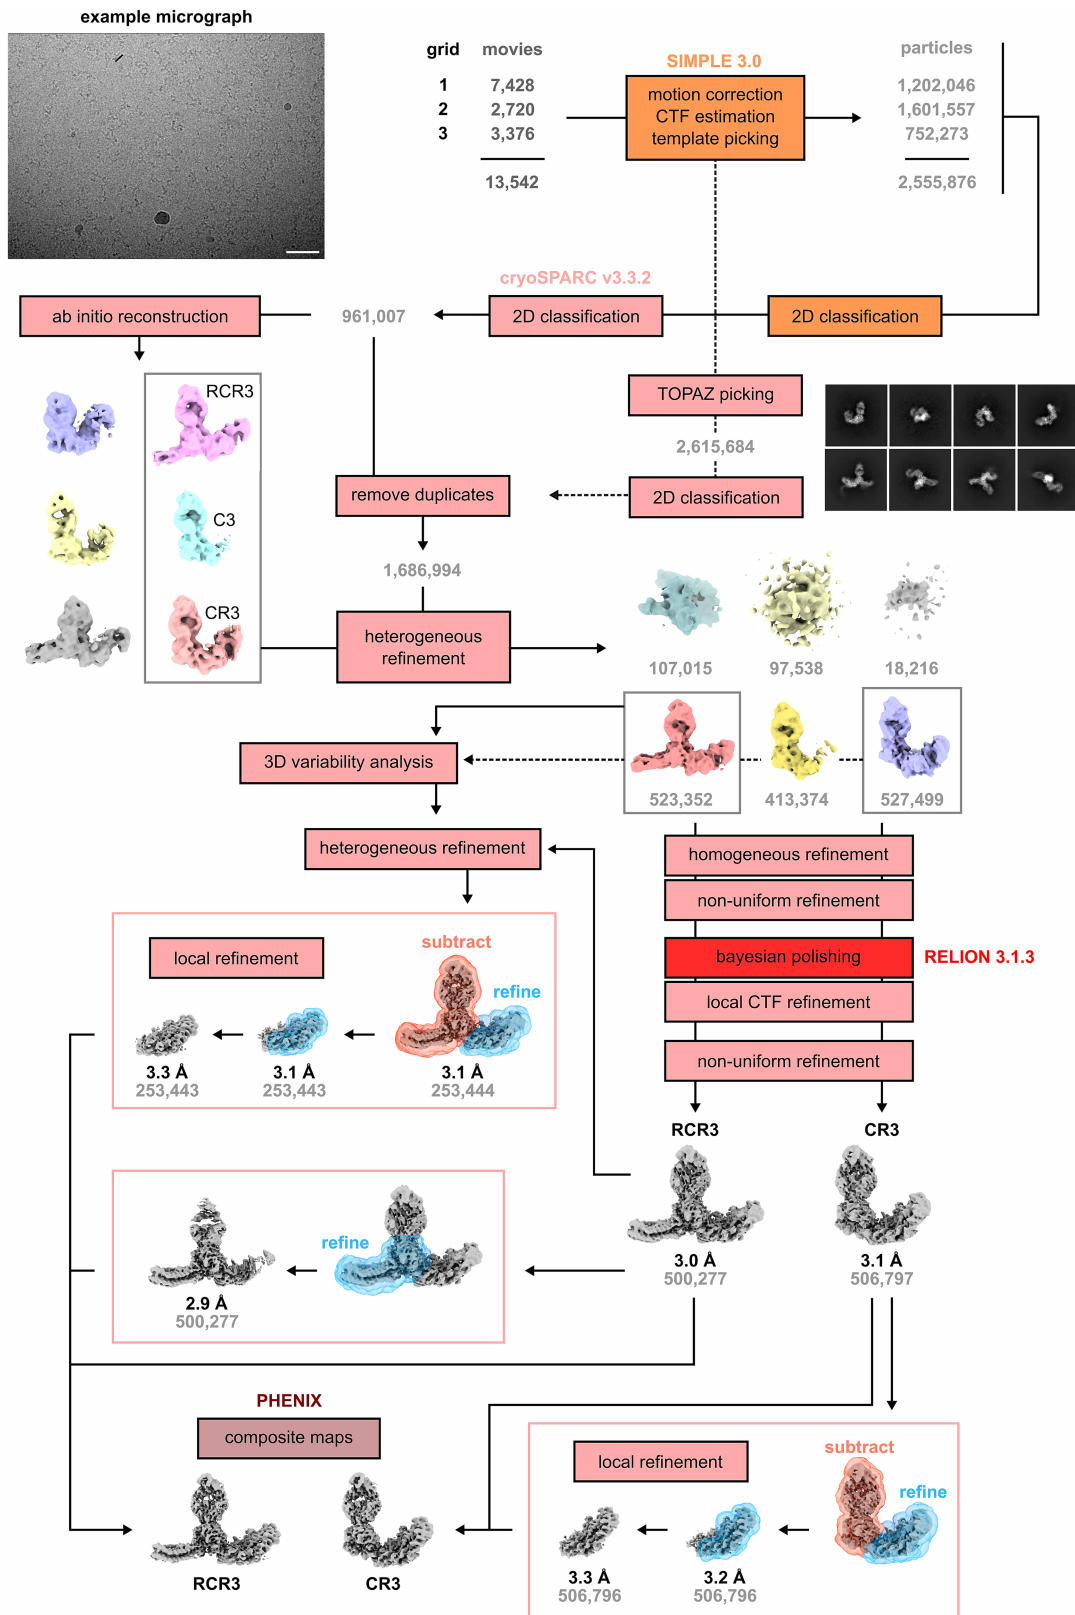 example micrograph
grid movies
1 7,428
2 2,720
3 3,376
13,542
SIMPLE 3.0
motion correction
CTF estimation
template picking
particles
1,202,046
1,601,557
752,273
2,555,876
cryoSPARC v3.3.2
ab initio reconstruction
961,007
2D classification
2D classification
RCR3
C3
CR3
TOPAZ picking
2,615,684
2D classification
remove duplicates
1,686,994
heterogeneous
refinement
107,015
97,538
18,216
3D variability analysis
523,352
413,374
527,499
heterogeneous refinement
homogeneous refinement
non-uniform refinement
bayesian polishing
RELION 3.1.3
local CTF refinement
non-uniform refinement
local refinement
subtract
refine
3.3 Å
253,443
3.1 Å
253,443
3.1 Å
253,444
RCR3
CR3
3.0 Å
500,277
3.1 Å
506,797
refine
2.9 Å
500,277
PHENIX
composite maps
RCR3
CR3
local refinement
subtract
refine
3.3 Å
506,796
3.2 Å
506,796